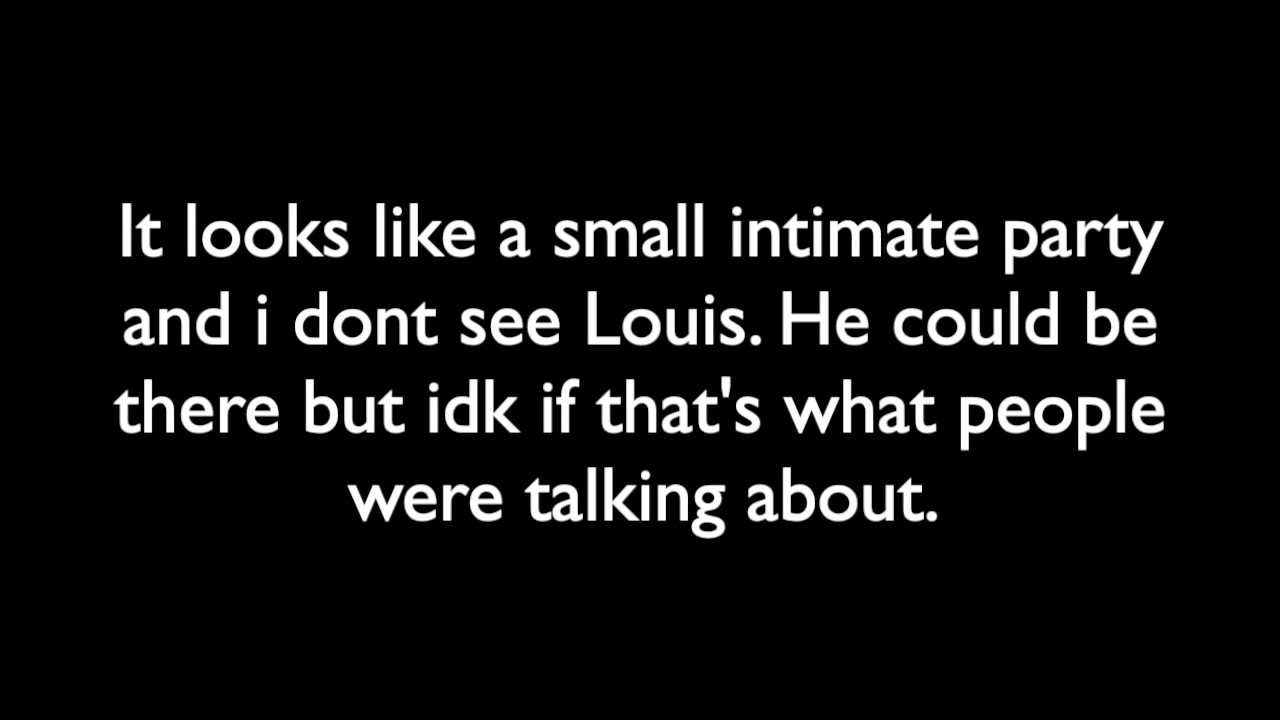 It looks like a small intimate party
and i dont see Louis. He could be
there but idk if that's what people
were talking about.